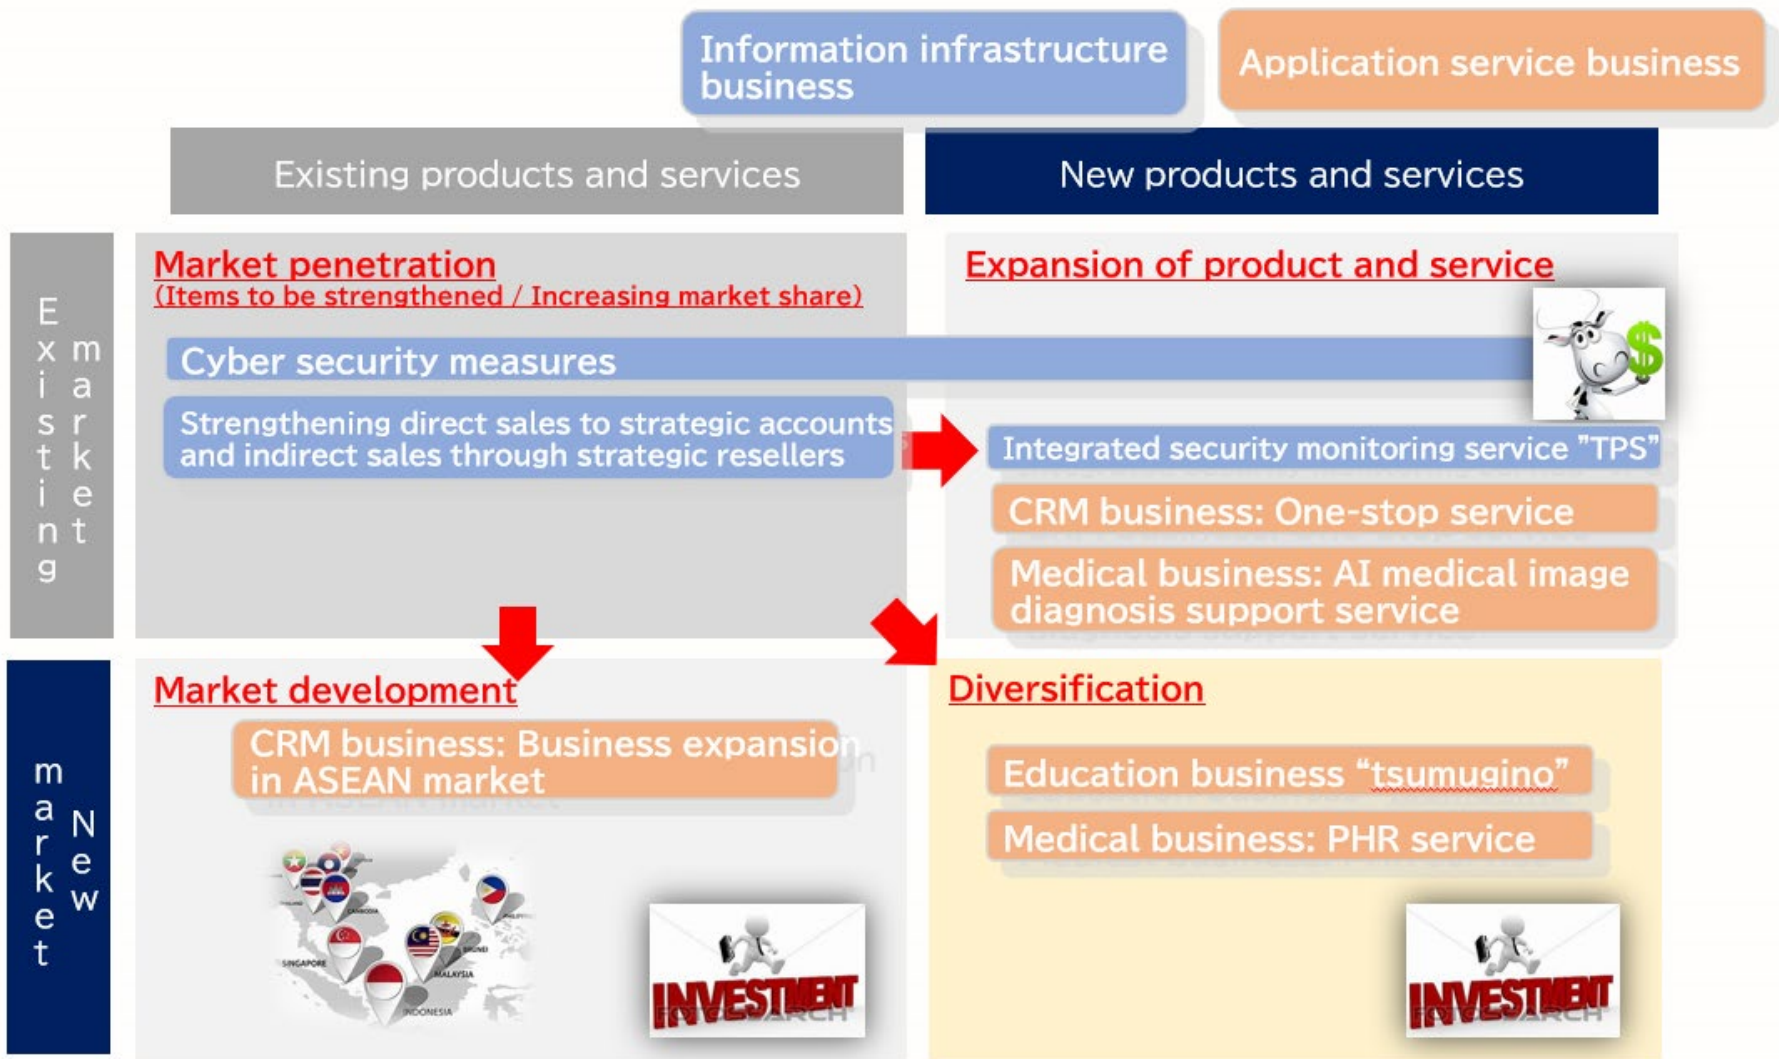 Information infrastructure
business
Application service business
Existing products and services
New products and services
Existing
market
Market penetration
(Items to be strengthened / Increasing market share)
Expansion of product and service
Cyber security measures
Strengthening direct sales to strategic accounts
and indirect sales through strategic resellers
Integrated security monitoring service "TPS"
CRM business: One-stop service
Medical business: AI medical image
diagnosis support service
New
market
Market development
CRM business: Business expansion
in ASEAN market
SINGAPORE
MALAYSIA
BRUNEI
INDONESIA
CAMBODIA
INVESTMENT
Diversification
Education business “tsumugino”
Medical business: PHR service
INVESTMENT